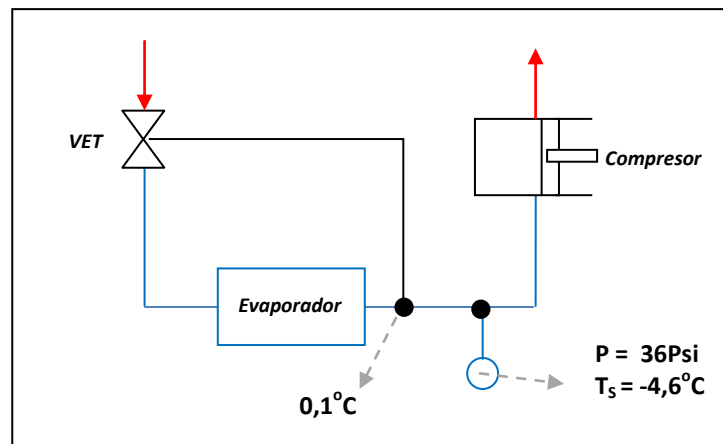 VET
Compresor
Evaporador
P = 36Psi
0,1°C
Tₛ = -4,6°C